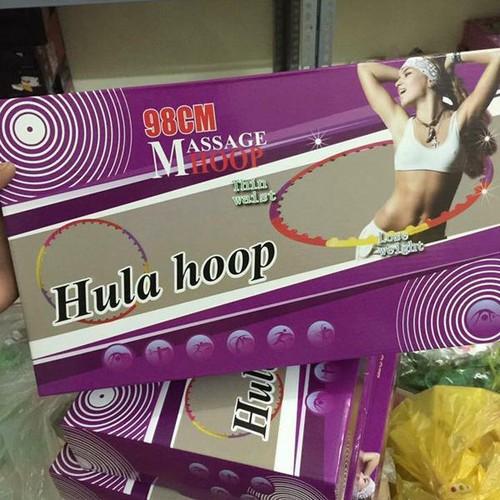 98CM
MASSAGE
HOOP
Thin
waist
Lose
weight
Hula hoop
Hul